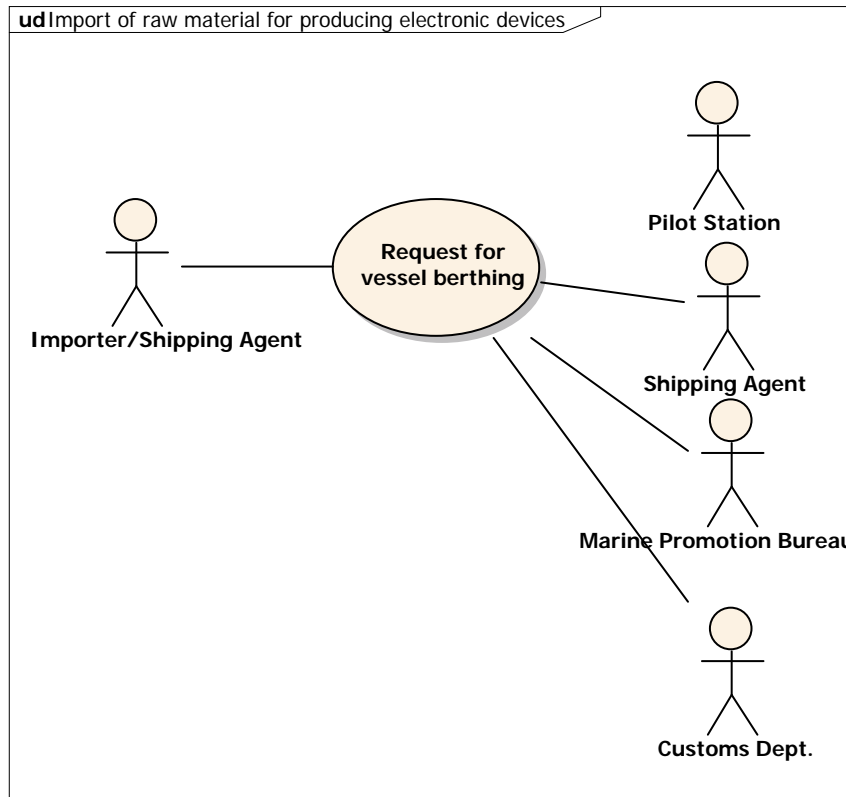 ud Import of raw material for producing electronic devices
Pilot Station
Request for
vessel berthing
Importer/Shipping Agent
Shipping Agent
Marine Promotion Bureau
Customs Dept.